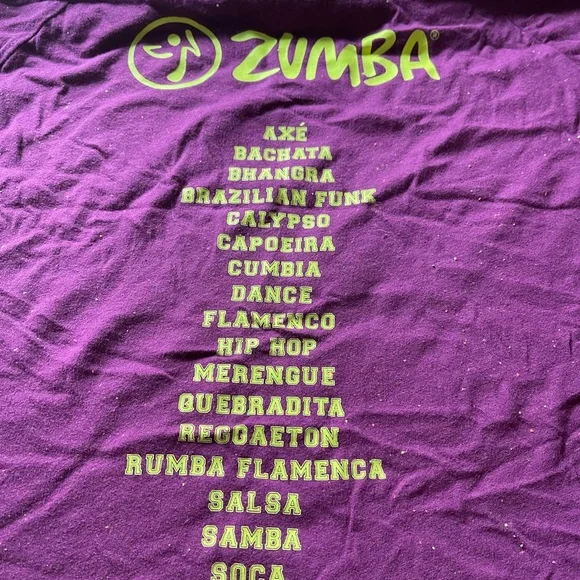 ZUMBA®
AXÉ
BACHATA
BHANGRA
BRAZILIAN FUNK
CALYPSO
CAPOEIRA
CUMBIA
DANCE
FLAMENCO
HIP HOP
MERENGUE
QUEBRADITA
REGGAETON
RUMBA FLAMENCA
SALSA
SAMBA
SOCA